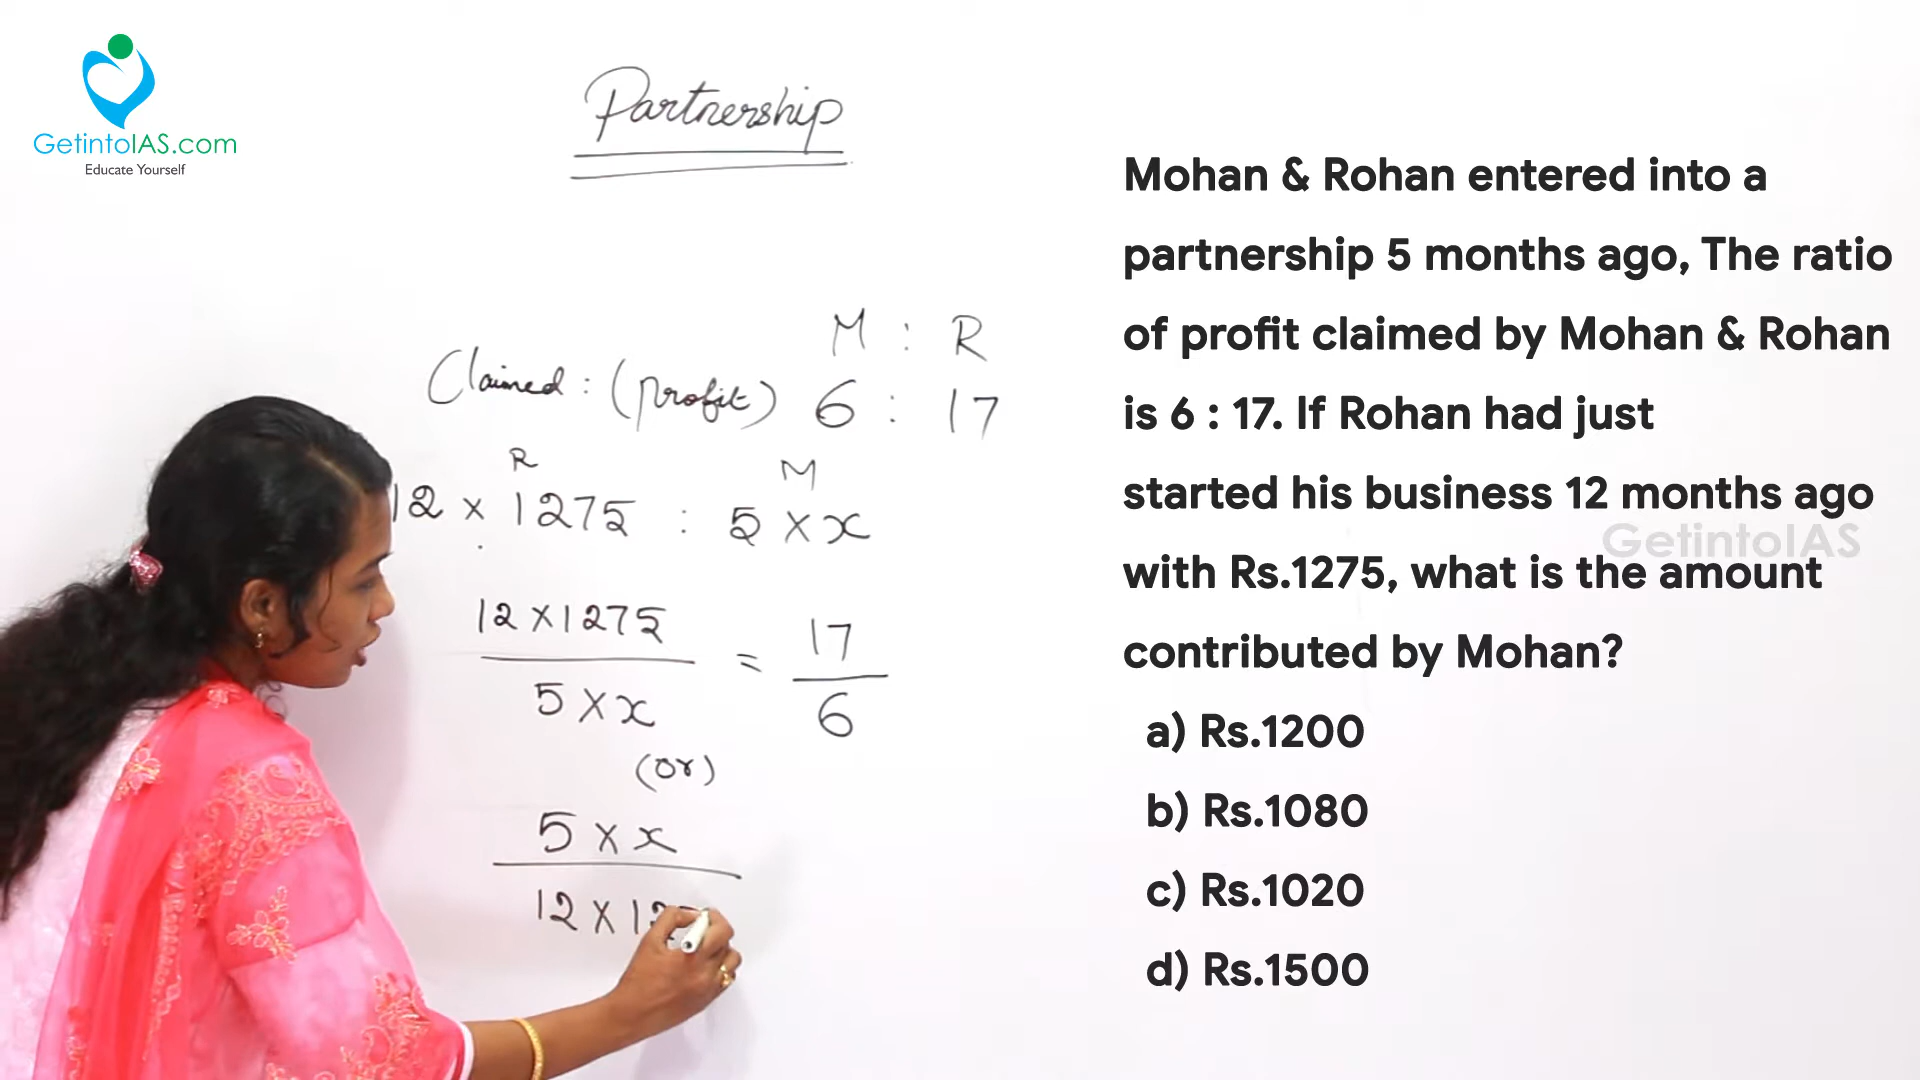 GetintoIAS.com
Educate Yourself
Partnership
M : R
Claimed : (profit) 6 : 17
R M
12 x 1275 : 5 x x
12 x 1275 / 5 x x = 17 / 6
(or)
5 x x
12 x 12
Mohan & Rohan entered into a
partnership 5 months ago, The ratio
of profit claimed by Mohan & Rohan
is 6 : 17. If Rohan had just
started his business 12 months ago
GetintoIAS
with Rs.1275, what is the amount
contributed by Mohan?
a) Rs.1200
b) Rs.1080
c) Rs.1020
d) Rs.1500